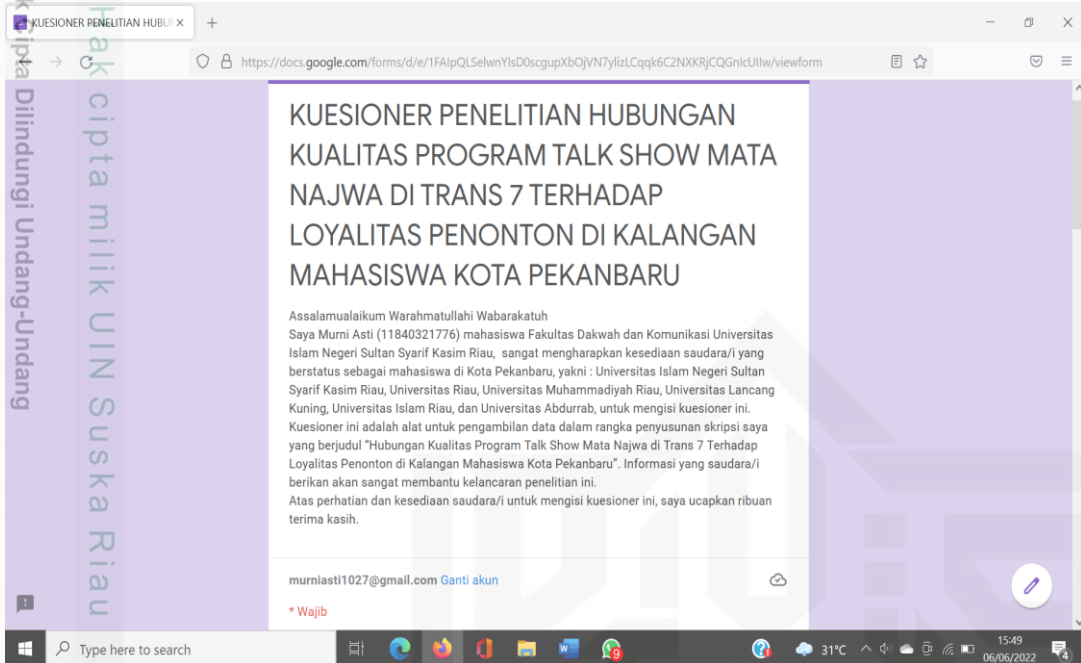 KUESIONER PENELITIAN HUBUN
https://docs.google.com/forms/d/e/1FAIpQLSelwnYIsD0scgupXbOjVN7ylizLCqqk6C2NXKRjCQGnIcUIIw/viewform
KUESIONER PENELITIAN HUBUNGAN
KUALITAS PROGRAM TALK SHOW MATA
NAJWA DI TRANS 7 TERHADAP
LOYALITAS PENONTON DI KALANGAN
MAHASISWA KOTA PEKANBARU
Assalamualaikum Warahmatullahi Wabarakatuh
Saya Murni Asti (11840321776) mahasiswa Fakultas Dakwah dan Komunikasi Universitas
Islam Negeri Sultan Syarif Kasim Riau, sangat mengharapkan kesediaan saudara/i yang
berstatus sebagai mahasiswa di Kota Pekanbaru, yakni : Universitas Islam Negeri Sultan
Syarif Kasim Riau, Universitas Riau, Universitas Muhammadiyah Riau, Universitas Lancang
Kuning, Universitas Islam Riau, dan Universitas Abdurrab, untuk mengisi kuesioner ini.
Kuesioner ini adalah alat untuk pengambilan data dalam rangka penyusunan skripsi saya
yang berjudul "Hubungan Kualitas Program Talk Show Mata Najwa di Trans 7 Terhadap
Loyalitas Penonton di Kalangan Mahasiswa Kota Pekanbaru". Informasi yang saudara/i
berikan akan sangat membantu kelancaran penelitian ini.
Atas perhatian dan kesediaan saudara/i untuk mengisi kuesioner ini, saya ucapkan ribuan
terima kasih.
murniasti1027@gmail.com Ganti akun
* Wajib
k Cipta Dilindungi Undang-Undang
Hak cipta milik UIN Suska Riau
Type here to search
9
31°C
15:49
06/06/2022
4